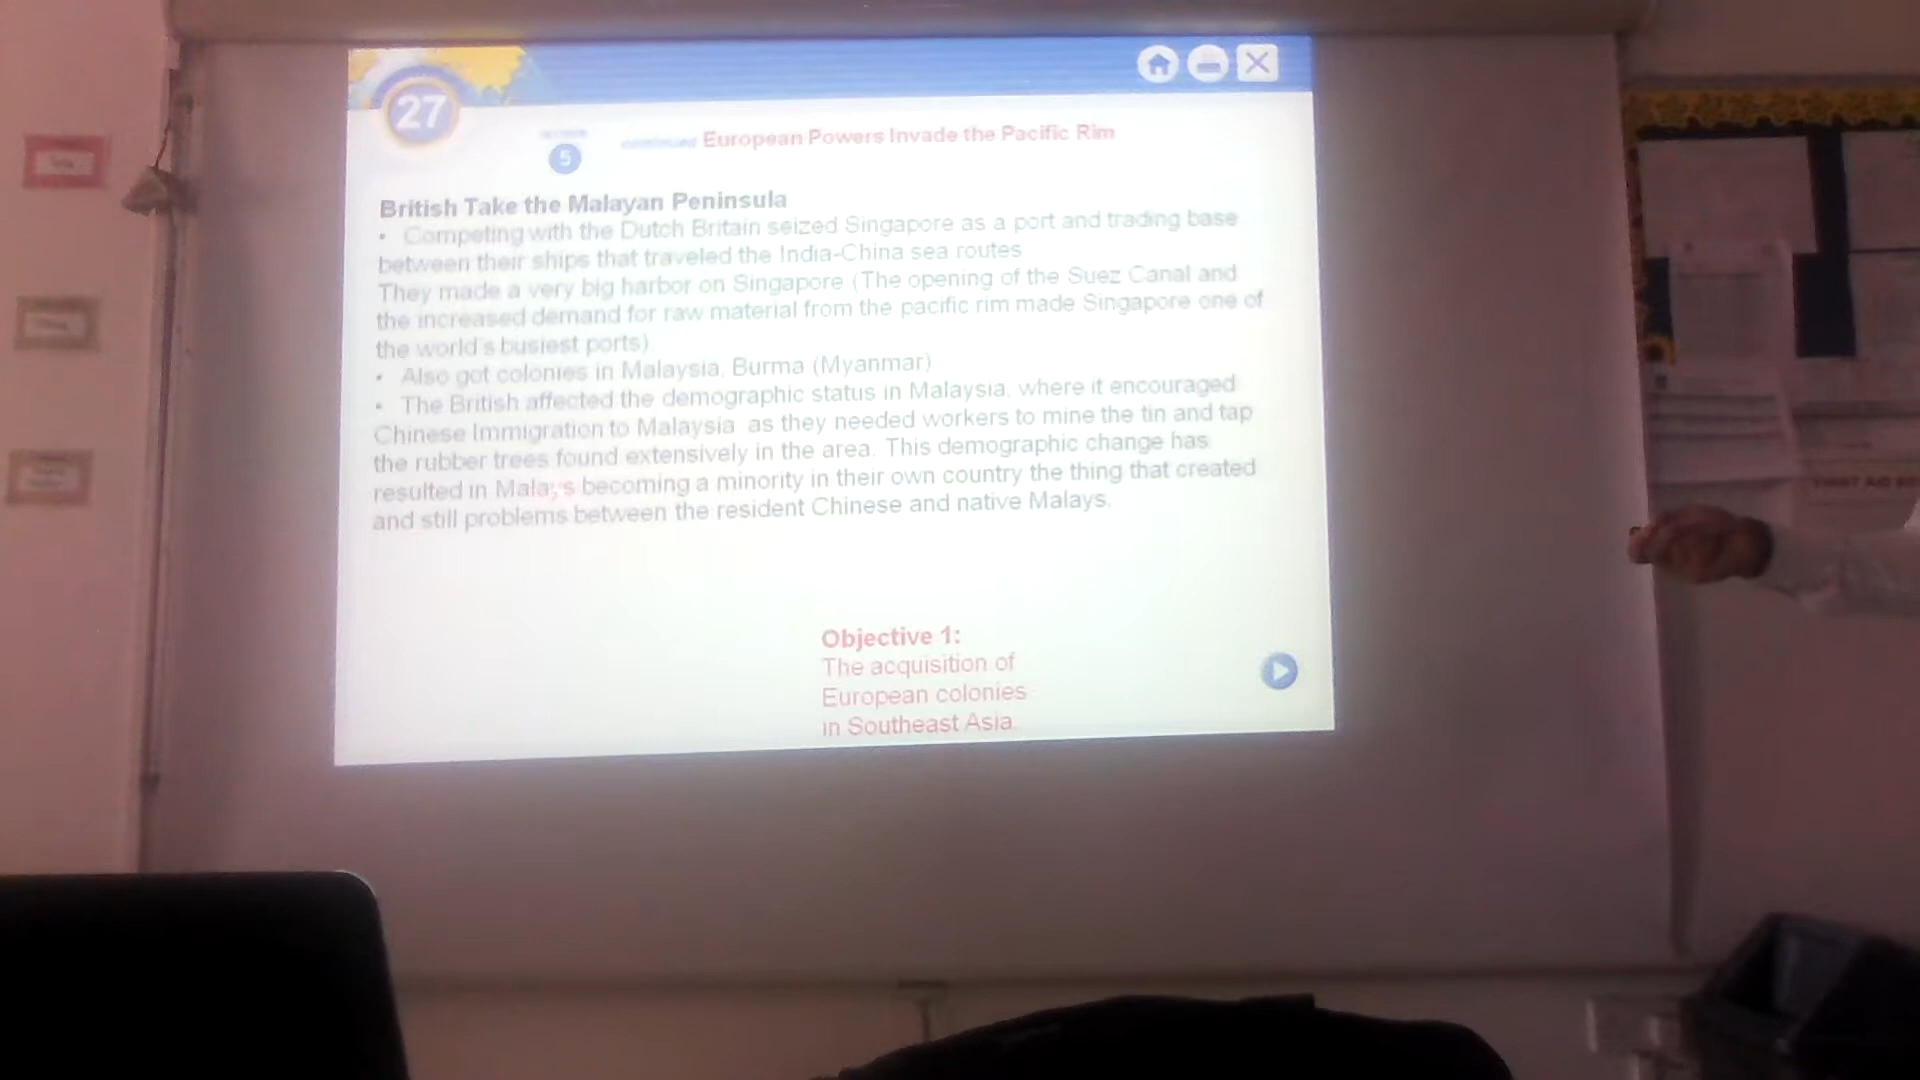 27
5
continued European Powers Invade the Pacific Rim
British Take the Malayan Peninsula
• Competing with the Dutch Britain seized Singapore as a port and trading base
between their ships that traveled the India-China sea routes
They made a very big harbor on Singapore (The opening of the Suez Canal and
the increased demand for raw material from the pacific rim made Singapore one of
the world's busiest ports)
• Also got colonies in Malaysia, Burma (Myanmar)
• The British affected the demographic status in Malaysia, where it encouraged
Chinese Immigration to Malaysia as they needed workers to mine the tin and tap
the rubber trees found extensively in the area. This demographic change has
resulted in Malays becoming a minority in their own country the thing that created
and still problems between the resident Chinese and native Malays.
Objective 1:
The acquisition of
European colonies
in Southeast Asia.
FIRST AID